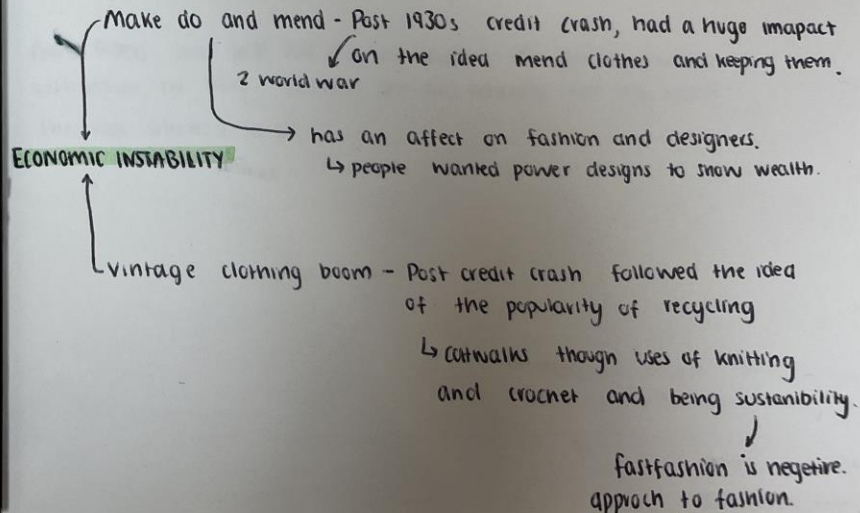 Make do and mend - Post 1930s credit crash, had a huge imapact
on the idea mend clothes and keeping them.
2 world war
has an affect on fashion and designers.
ECONOMIC INSTABILITY
↳ people wanted power designs to show wealth.
vintage clothing boom - Post credit crash followed the idea
of the popularity of recycling
↳ catwalks though uses of knitting
and crochet and being sustanibility.
fastfashion is negetive.
approch to fashion.